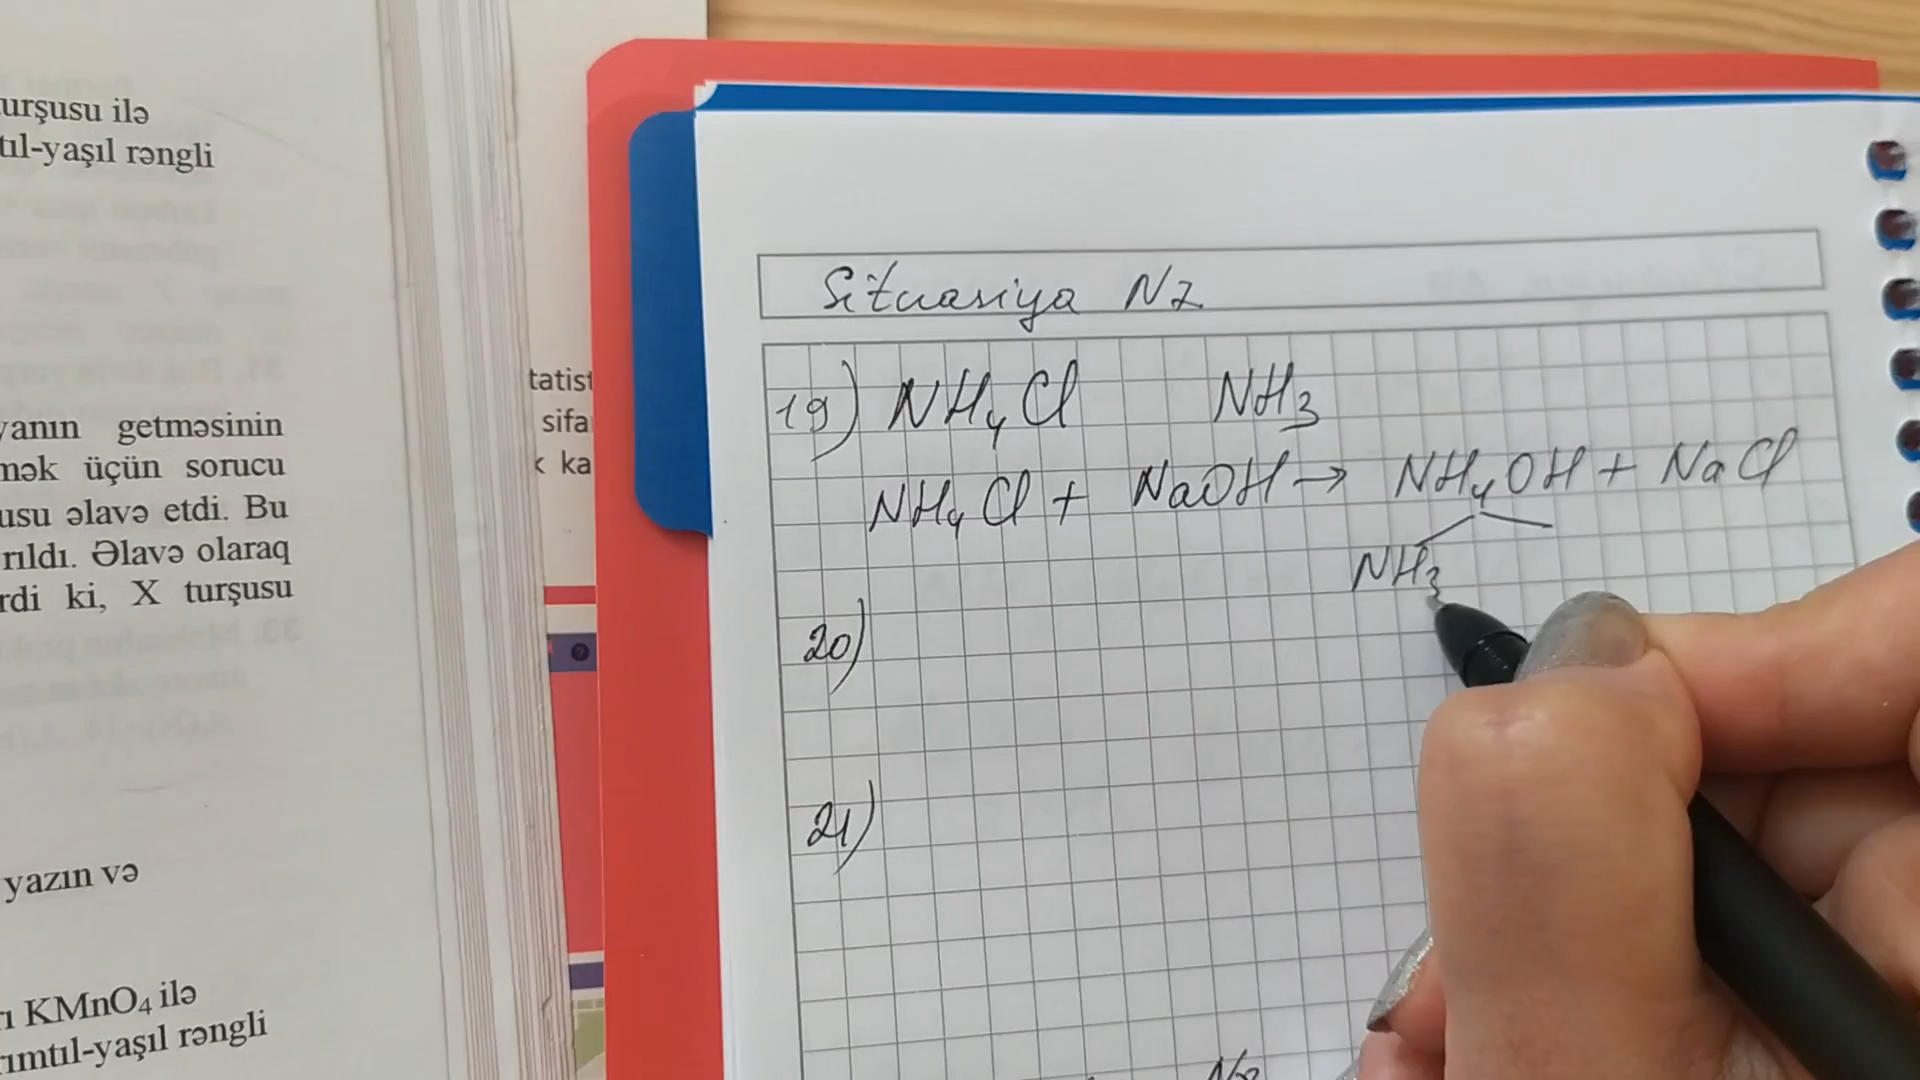 urşusu ilə
tıl-yaşıl rəngli
yanın getməsinin
mək üçün sorucu
usu əlavə etdi. Bu
rıldı. Əlavə olaraq
rdi ki, X turşusu
yazın və
ı KMnO₄ ilə
rımtıl-yaşıl rəngli
tatist
sifa
k ka
Situasiya N2
19) NH₄Cl NH₃
NH₄Cl + NaOH → NH₄OH + NaCl
NH₃
20)
21)